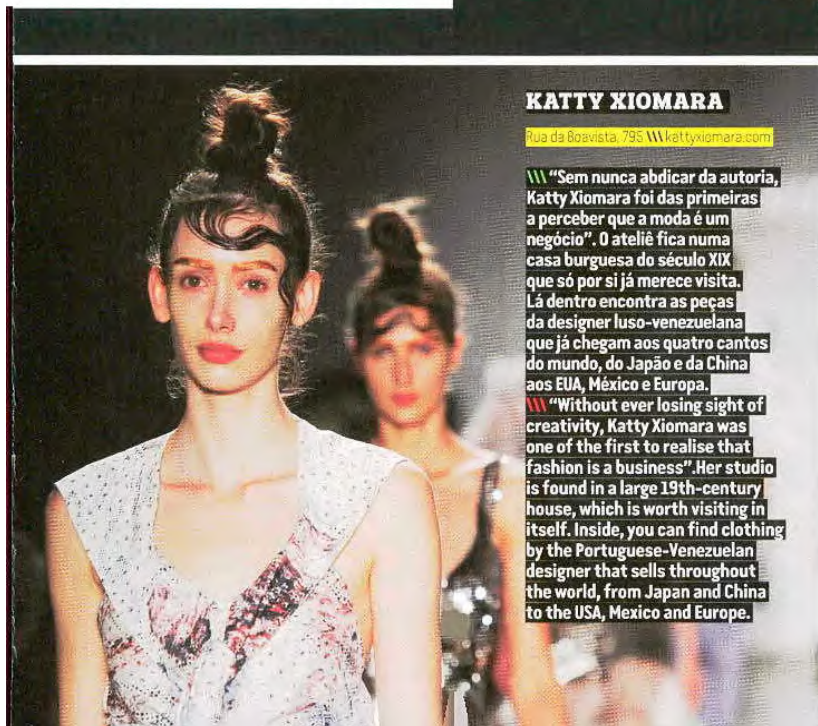 KATTY XIOMARA
Rua da Boavista, 795 \\\ kattyxiomara.com
\\\ “Sem nunca abdicar da autoria,
Katty Xiomara foi das primeiras
a perceber que a moda é um
negócio”. O ateliê fica numa
casa burguesa do século XIX
que só por si já merece visita.
Lá dentro encontra as peças
da designer luso-venezuelana
que já chegam aos quatro cantos
do mundo, do Japão e da China
aos EUA, México e Europa.
\\\ “Without ever losing sight of
creativity, Katty Xiomara was
one of the first to realise that
fashion is a business”.Her studio
is found in a large 19th-century
house, which is worth visiting in
itself. Inside, you can find clothing
by the Portuguese-Venezuelan
designer that sells throughout
the world, from Japan and China
to the USA, Mexico and Europe.